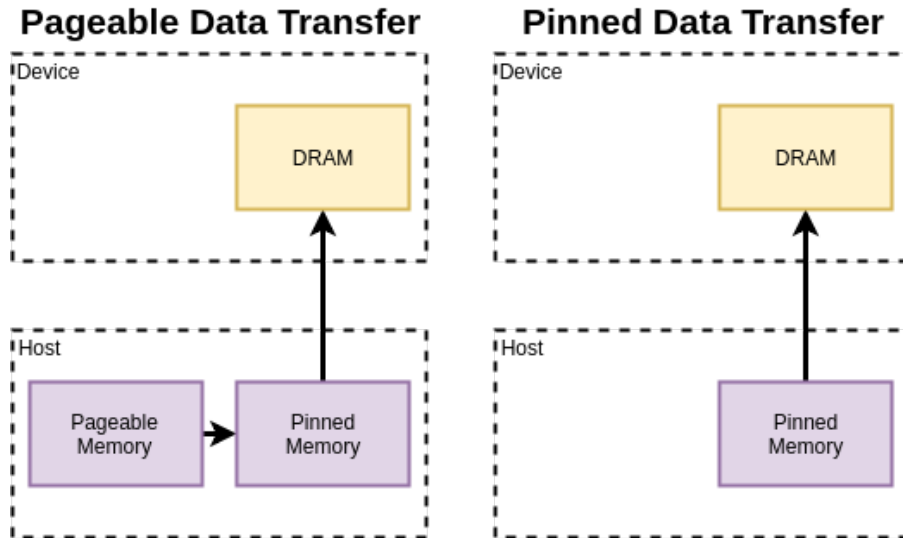 Pageable Data Transfer
Device
DRAM
Host
Pageable
Memory
Pinned
Memory
Pinned Data Transfer
Device
DRAM
Host
Pinned
Memory